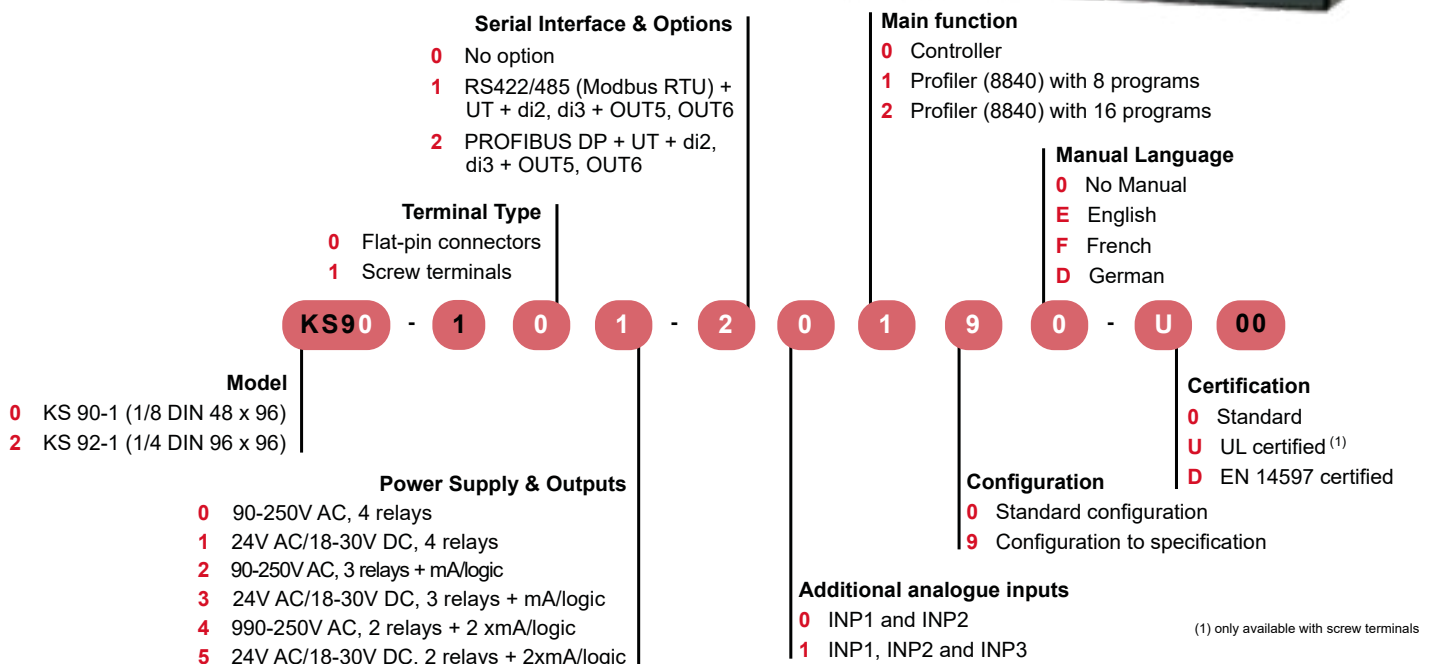 Serial Interface & Options
0 No option
1 RS422/485 (Modbus RTU) +
UT + di2, di3 + OUT5, OUT6
2 PROFIBUS DP + UT + di2,
di3 + OUT5, OUT6
Main function
0 Controller
1 Profiler (8840) with 8 programs
2 Profiler (8840) with 16 programs
Manual Language
0 No Manual
E English
F French
D German
Terminal Type
0 Flat-pin connectors
1 Screw terminals
KS90 - 1 0 1 - 2 0 1 9 0 - U 00
Model
0 KS 90-1 (1/8 DIN 48 x 96)
2 KS 92-1 (1/4 DIN 96 x 96)
Power Supply & Outputs
0 90-250V AC, 4 relays
1 24V AC/18-30V DC, 4 relays
2 90-250V AC, 3 relays + mA/logic
3 24V AC/18-30V DC, 3 relays + mA/logic
4 990-250V AC, 2 relays + 2 xmA/logic
5 24V AC/18-30V DC, 2 relays + 2xmA/logic
Additional analogue inputs
0 INP1 and INP2
1 INP1, INP2 and INP3
Configuration
0 Standard configuration
9 Configuration to specification
Certification
0 Standard
U UL certified (1)
D EN 14597 certified
(1) only available with screw terminals